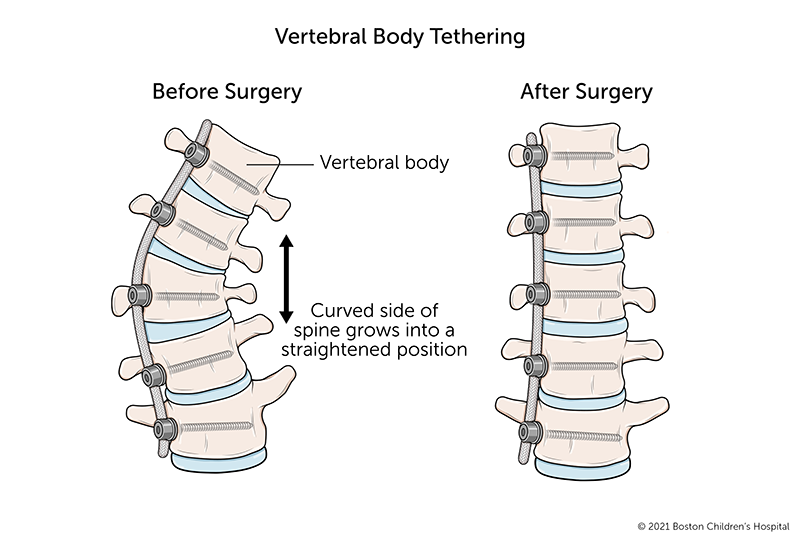 Vertebral Body Tethering
Before Surgery
After Surgery
Vertebral body
Curved side of
spine grows into a
straightened position
© 2021 Boston Children's Hospital